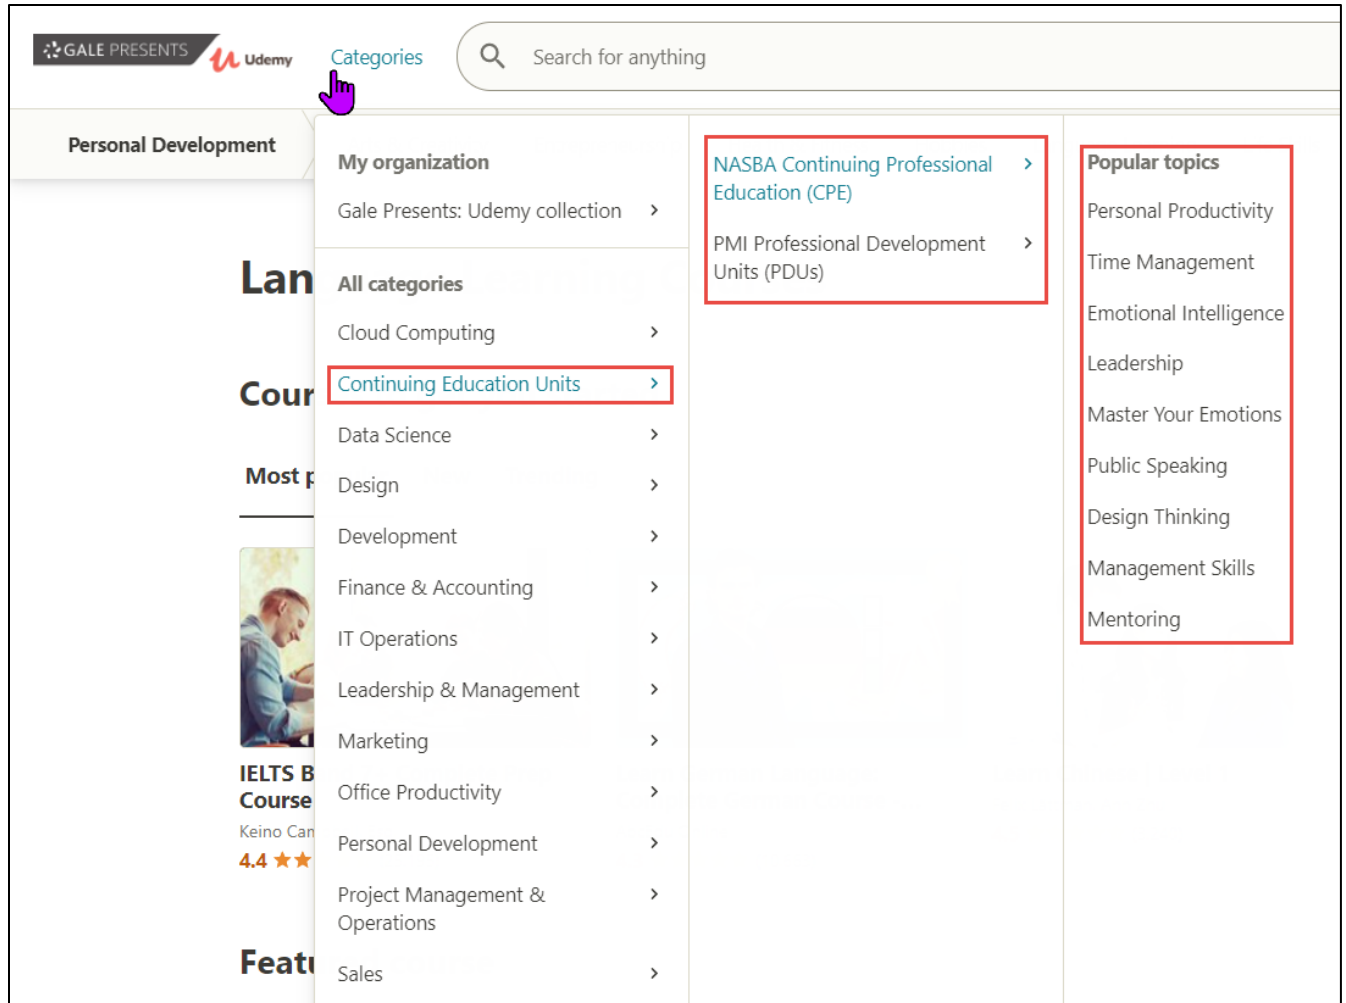 GALE PRESENTS
Udemy
Categories
Search for anything
Personal Development
My organization
Gale Presents: Udemy collection
All categories
Cloud Computing
Continuing Education Units
Data Science
Design
Development
Finance & Accounting
IT Operations
Leadership & Management
Marketing
Office Productivity
Personal Development
Project Management &
Operations
Sales
NASBA Continuing Professional
Education (CPE)
PMI Professional Development
Units (PDUs)
Popular topics
Personal Productivity
Time Management
Emotional Intelligence
Leadership
Master Your Emotions
Public Speaking
Design Thinking
Management Skills
Mentoring
Lan
Cour
Most p
IELTS B
Course
Keino Can
4.4
Featu